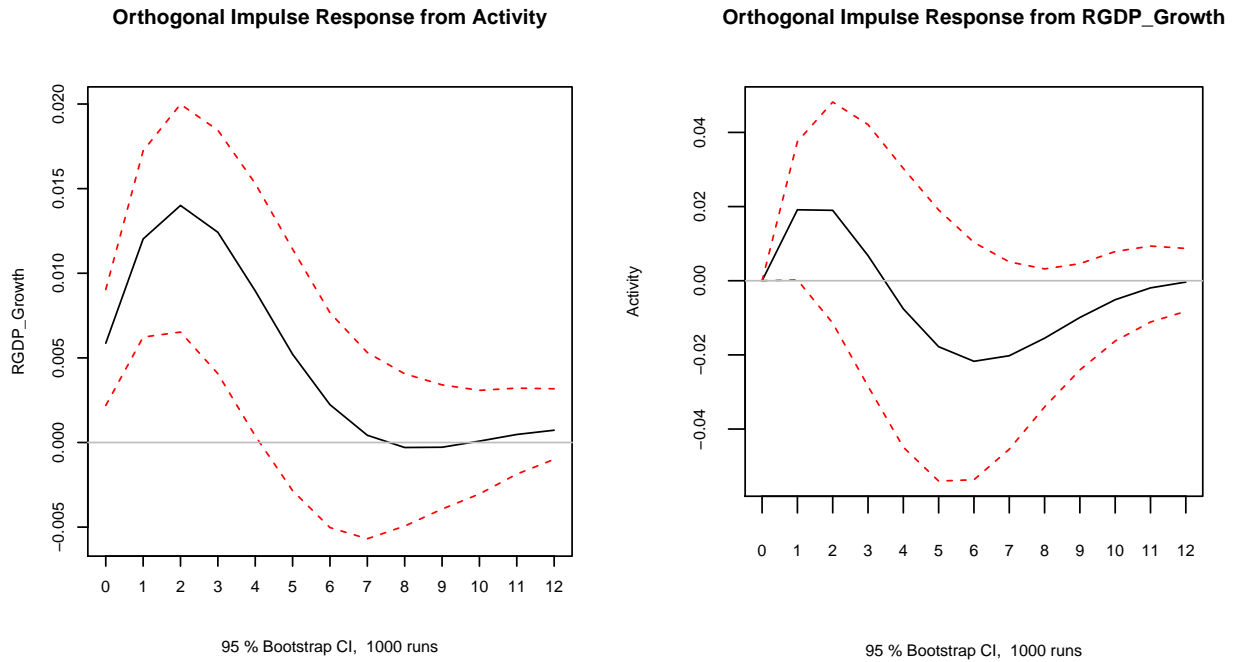 Orthogonal Impulse Response from Activity
RGDP_Growth
0.020
0.015
0.010
0.005
0.000
−0.005
0 1 2 3 4 5 6 7 8 9 10 11 12
95 % Bootstrap CI,  1000 runs
Orthogonal Impulse Response from RGDP_Growth
Activity
0.04
0.02
0.00
−0.02
−0.04
0 1 2 3 4 5 6 7 8 9 10 11 12
95 % Bootstrap CI,  1000 runs